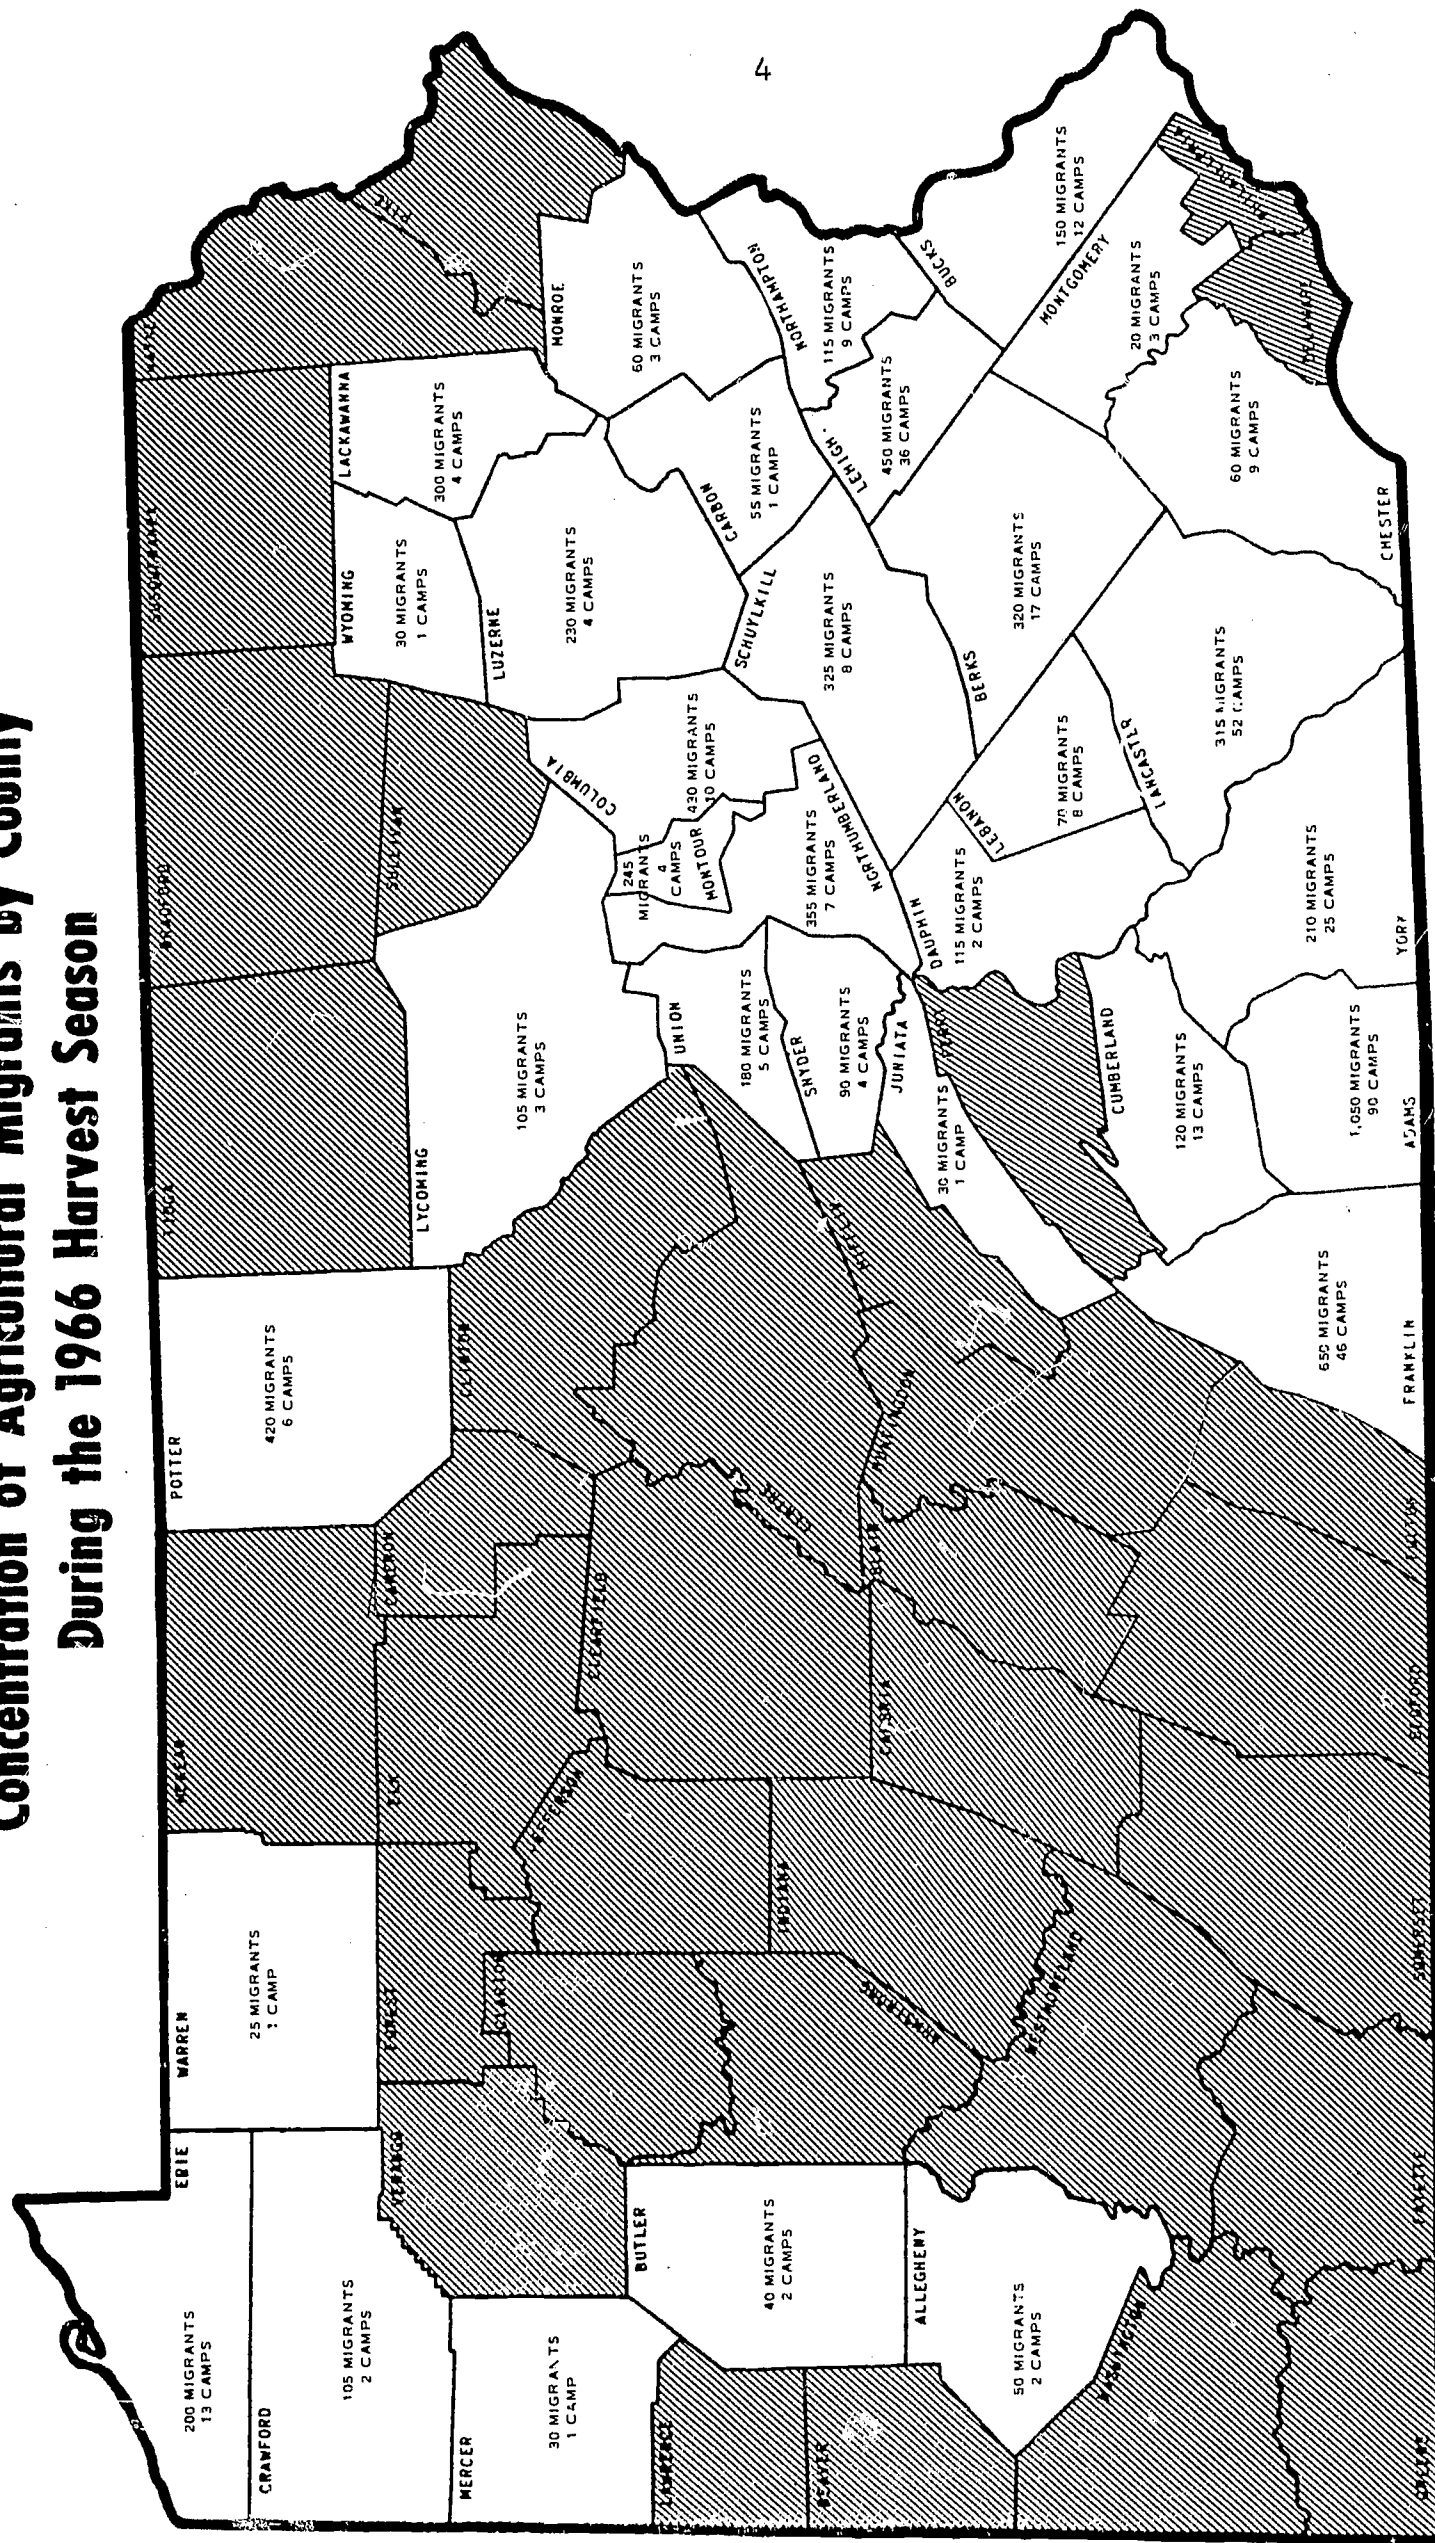 Concentration of Agricultural Migrants by County
During the 1966 Harvest Season
4
ERIE
200 MIGRANTS
13 CAMPS
CRAWFORD
105 MIGRANTS
2 CAMPS
MERCER
30 MIGRANTS
1 CAMP
LAWRENCE
BEAVER
WASHINGTON
GREENE
WARREN
25 MIGRANTS
1 CAMP
VENANGO
FOREST
CLARION
BUTLER
40 MIGRANTS
2 CAMPS
ALLEGHENY
50 MIGRANTS
2 CAMPS
ARMSTRONG
WESTMORELAND
FAYETTE
SOMERSET
MCKEAN
ELK
JEFFERSON
INDIANA
CAMERON
CLEARFIELD
CAMBRIA
BLAIR
BEDFORD
FULTON
POTTER
420 MIGRANTS
6 CAMPS
CLINTON
CENTRE
HUNTINGDON
MIFFLIN
TIOGA
LYCOMING
105 MIGRANTS
3 CAMPS
BRADFORD
SULLIVAN
UNION
180 MIGRANTS
5 CAMPS
SNYDER
90 MIGRANTS
4 CAMPS
JUNIATA
30 MIGRANTS
1 CAMP
PERRY
CUMBERLAND
120 MIGRANTS
13 CAMPS
650 MIGRANTS
46 CAMPS
FRANKLIN
1,050 MIGRANTS
90 CAMPS
ADAMS
210 MIGRANTS
25 CAMPS
YORK
SUSQUEHANNA
WYOMING
30 MIGRANTS
1 CAMPS
LACKAWANNA
300 MIGRANTS
4 CAMPS
WAYNE
PIKE
LUZERNE
230 MIGRANTS
4 CAMPS
COLUMBIA
430 MIGRANTS
10 CAMPS
245
MIGRANTS
4
CAMPS
MONTOUR
355 MIGRANTS
7 CAMPS
NORTHUMBERLAND
DAUPHIN
115 MIGRANTS
2 CAMPS
LEBANON
70 MIGRANTS
8 CAMPS
LANCASTER
315 MIGRANTS
52 CAMPS
SCHUYLKILL
325 MIGRANTS
8 CAMPS
BERKS
320 MIGRANTS
17 CAMPS
CARBON
55 MIGRANTS
1 CAMP
MONROE
60 MIGRANTS
3 CAMPS
NORTHAMPTON
115 MIGRANTS
9 CAMPS
LEHIGH
450 MIGRANTS
36 CAMPS
BUCKS
150 MIGRANTS
12 CAMPS
MONTGOMERY
20 MIGRANTS
3 CAMPS
60 MIGRANTS
9 CAMPS
CHESTER
DELAWARE
PHILADELPHIA